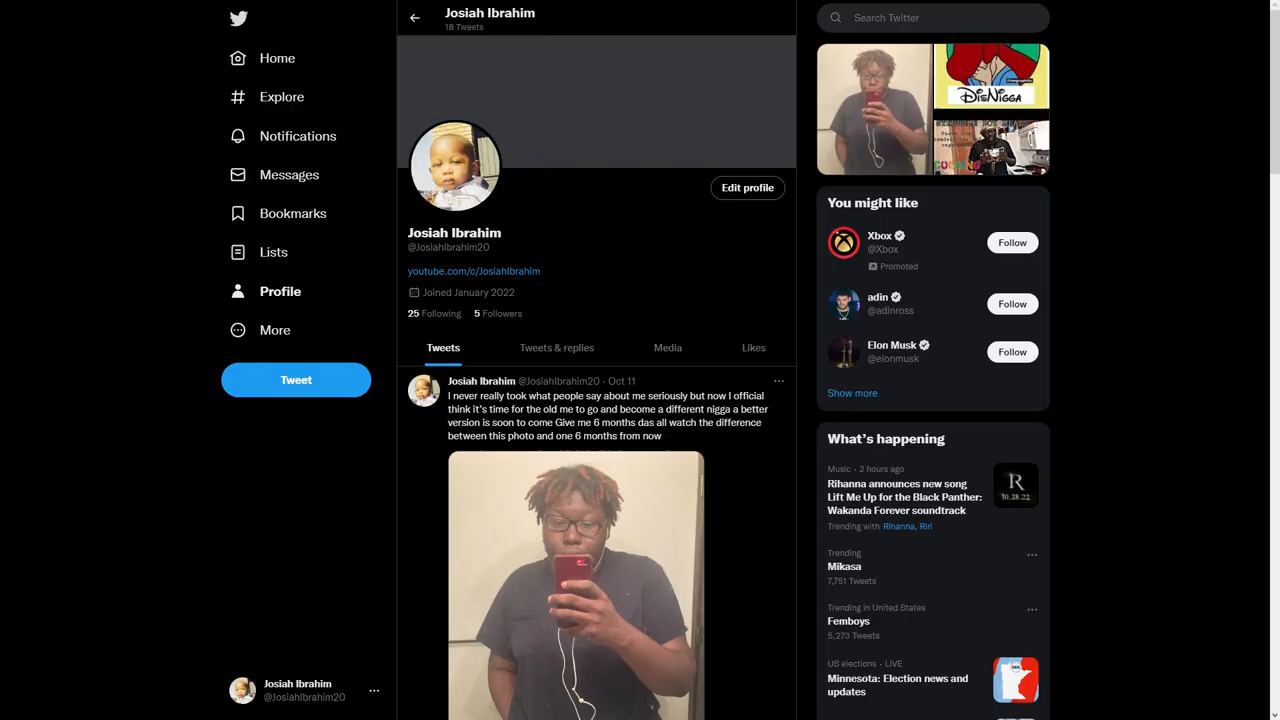 Josiah Ibrahim
18 Tweets
Home
Explore
Notifications
Messages
Bookmarks
Lists
Profile
More
Tweet
Josiah Ibrahim
@JosiahIbrahim20
Edit profile
Josiah Ibrahim
@JosiahIbrahim20
youtube.com/c/JosiahIbrahim
Joined January 2022
25 Following 5 Followers
Tweets Tweets & replies Media Likes
Josiah Ibrahim @JosiahIbrahim20 · Oct 11
I never really took what people say about me seriously but now I official
think it's time for the old me to go and become a different nigga a better
version is soon to come Give me 6 months das all watch the difference
between this photo and one 6 months from now
Search Twitter
DISNIGGA
You might like
Xbox
@Xbox
Promoted
Follow
adin
@adinross
Follow
Elon Musk
@elonmusk
Follow
Show more
What's happening
Music · 2 hours ago
Rihanna announces new song
Lift Me Up for the Black Panther:
Wakanda Forever soundtrack
Trending with Rihanna, Riri
R
10.28.22
Trending
Mikasa
7,751 Tweets
Trending in United States
Femboys
5,273 Tweets
US elections · LIVE
Minnesota: Election news and
updates
MN